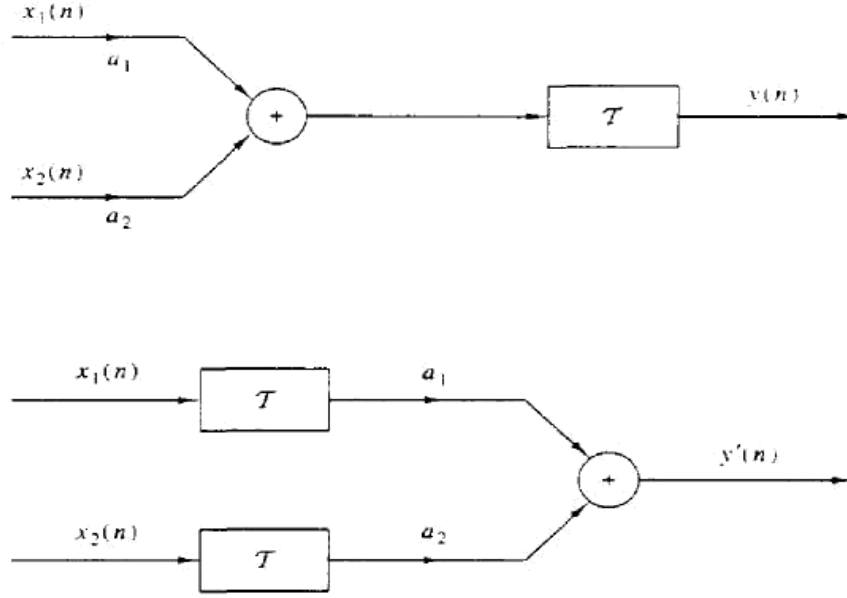 x₁(n)
a₁
+
𝒯
y(n)
x₂(n)
a₂
x₁(n)
𝒯
a₁
+
y′(n)
x₂(n)
𝒯
a₂